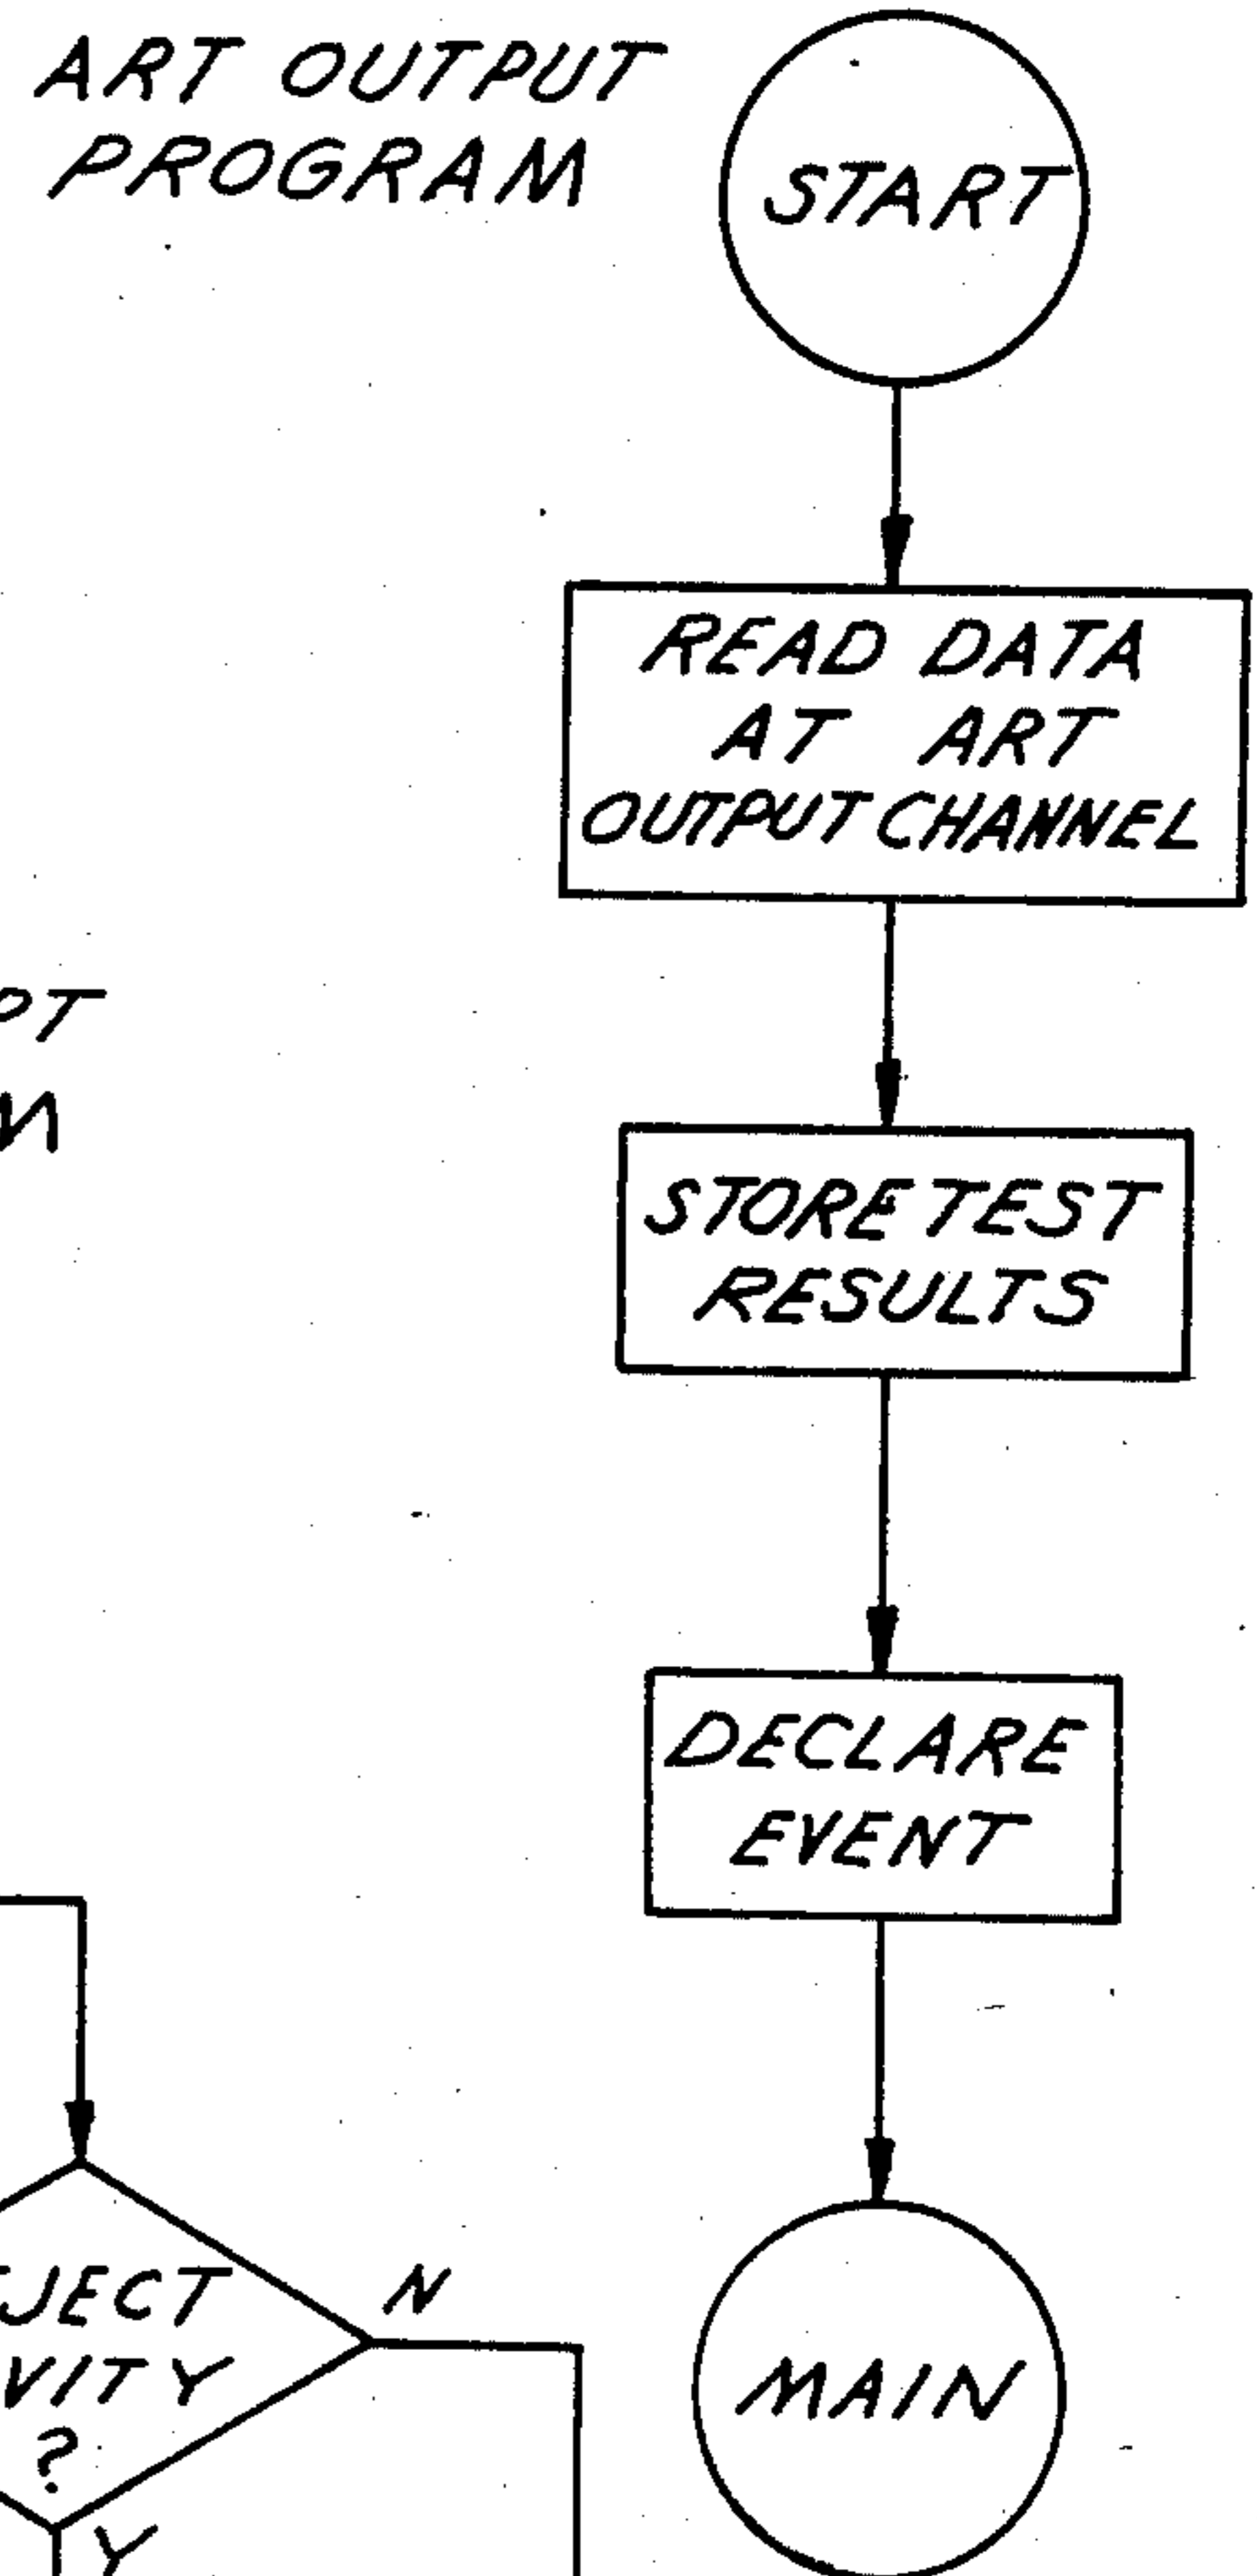 ART OUTPUT
PROGRAM
START
READ DATA
AT ART
OUTPUT CHANNEL
STORE TEST
RESULTS
DECLARE
EVENT
MAIN
N
?
Y